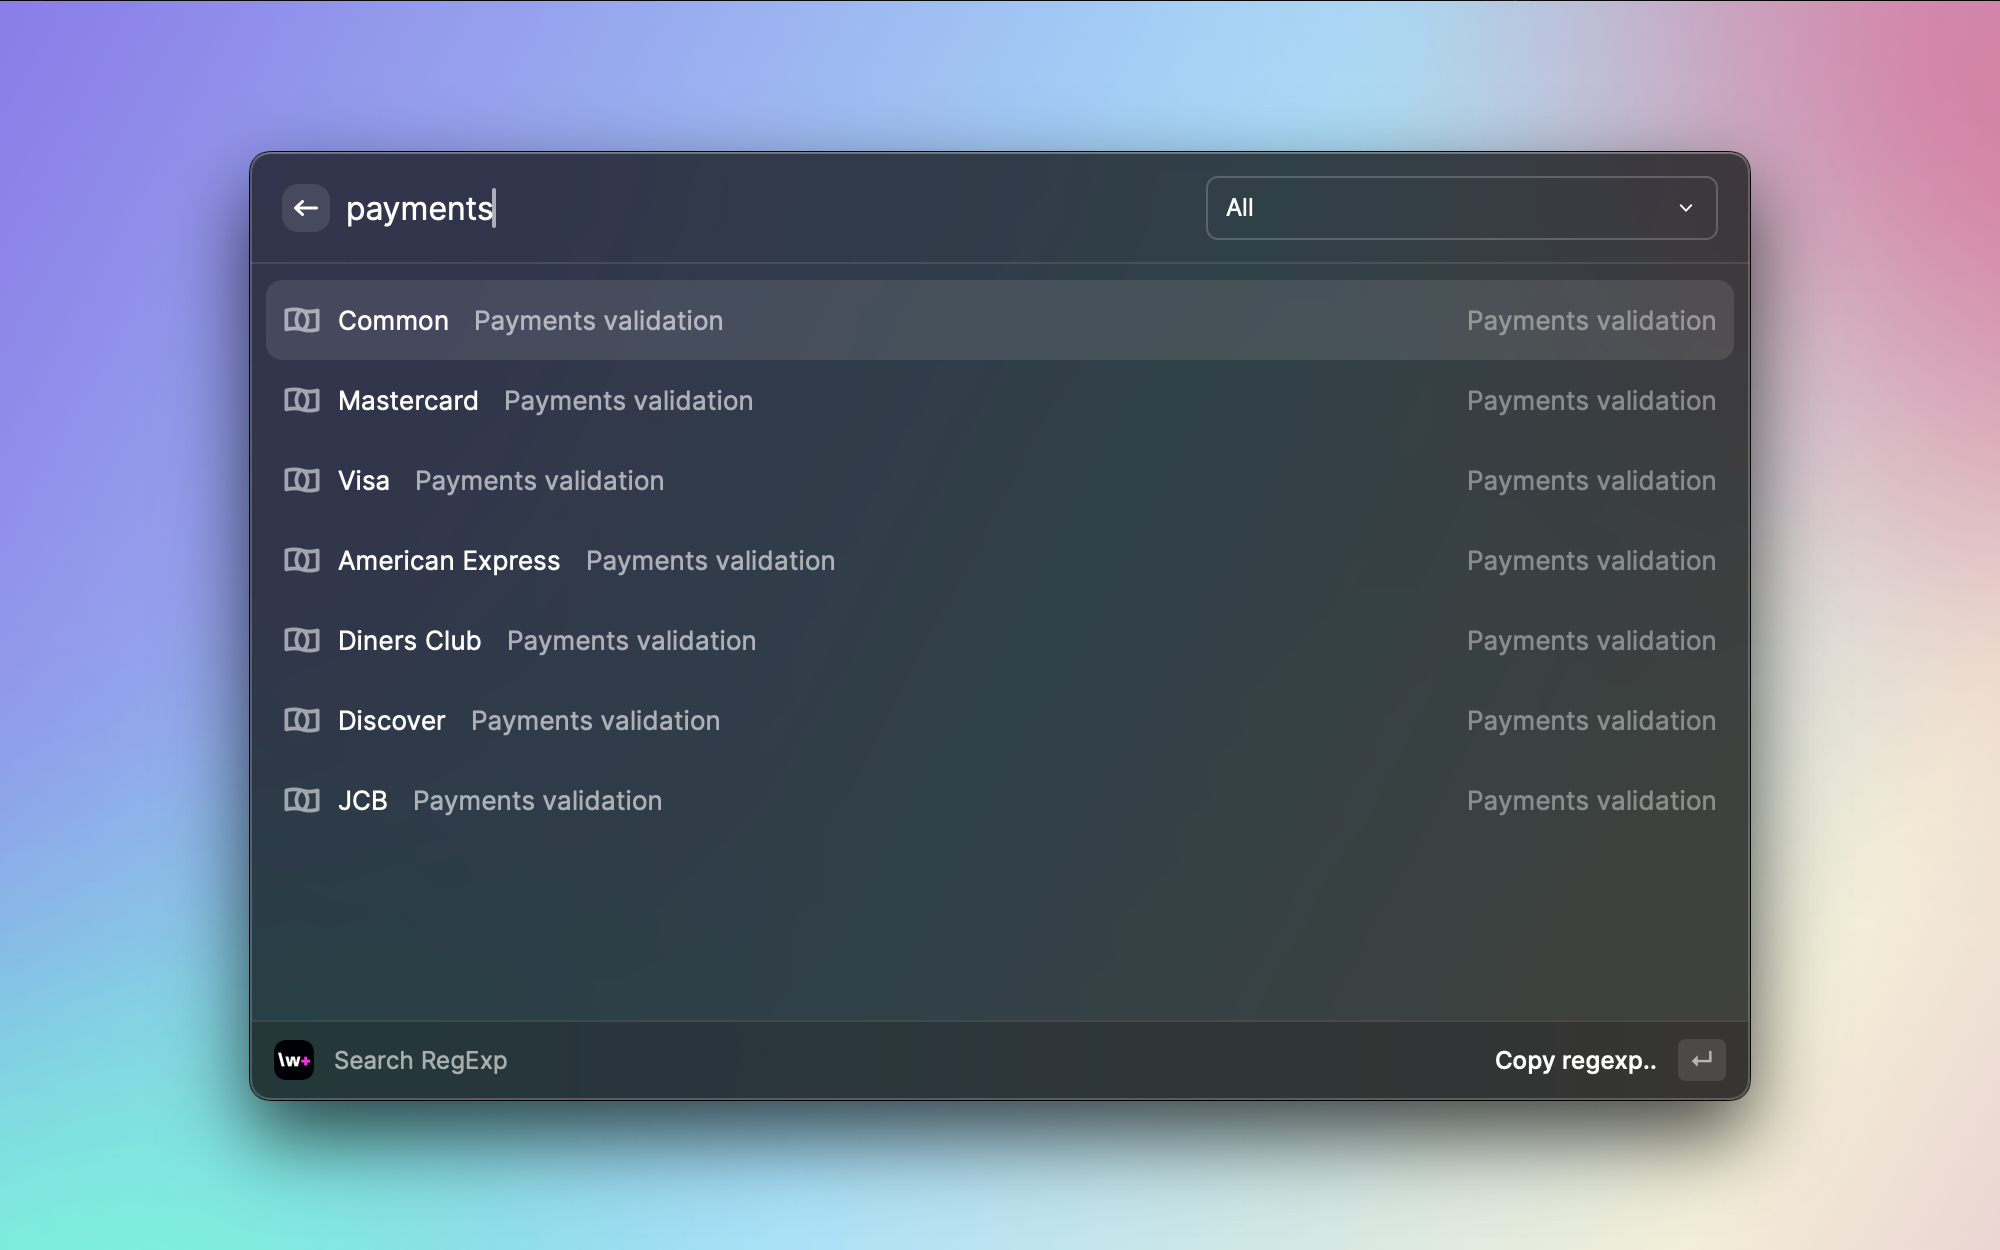 payments
All
Common Payments validation Payments validation
Mastercard Payments validation Payments validation
Visa Payments validation Payments validation
American Express Payments validation Payments validation
Diners Club Payments validation Payments validation
Discover Payments validation Payments validation
JCB Payments validation Payments validation
\w+ Search RegExp Copy regexp..